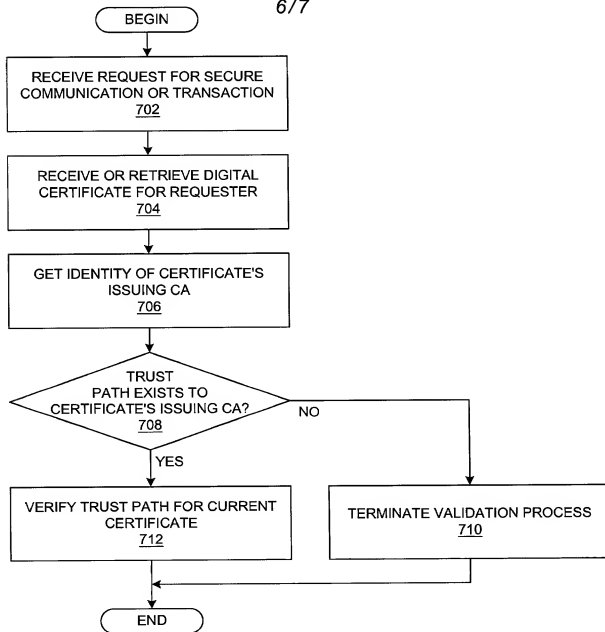 6/7
BEGIN
RECEIVE REQUEST FOR SECURE
COMMUNICATION OR TRANSACTION
702
RECEIVE OR RETRIEVE DIGITAL
CERTIFICATE FOR REQUESTER
704
GET IDENTITY OF CERTIFICATE'S
ISSUING CA
706
TRUST
PATH EXISTS TO
CERTIFICATE'S ISSUING CA?
708
NO
YES
VERIFY TRUST PATH FOR CURRENT
CERTIFICATE
712
TERMINATE VALIDATION PROCESS
710
END